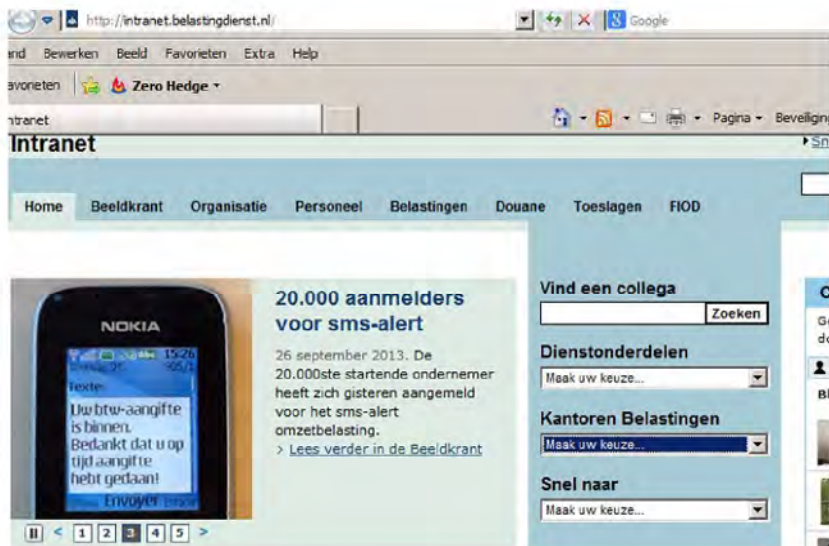 http://intranet.belastingdienst.nl/
Google
Bewerken Beeld Favorieten Extra Help
Zero Hedge
Pagina Beveiliging
Intranet
Home Beeldkrant Organisatie Personeel Belastingen Douane Toeslagen FIOD
NOKIA
15:26
Uw btw-aangifte
is binnen.
Bedankt dat u op
tijd aangifte
hebt gedaan!
Envoyer
20.000 aanmelders
voor sms-alert
26 september 2013. De
20.000ste startende ondernemer
heeft zich gisteren aangemeld
voor het sms-alert
omzetbelasting.
> Lees verder in de Beeldkrant
< 1 2 3 4 5 >
Vind een collega
Zoeken
Dienstonderdelen
Maak uw keuze...
Kantoren Belastingen
Maak uw keuze...
Snel naar
Maak uw keuze...